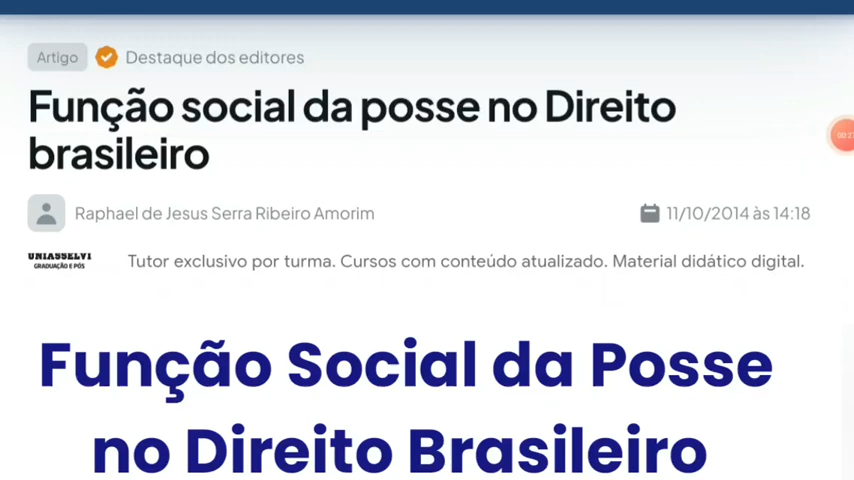 Artigo Destaque dos editores
Função social da posse no Direito
brasileiro
Raphael de Jesus Serra Ribeiro Amorim 11/10/2014 às 14:18
UNIASSELVI
GRADUAÇÃO E PÓS
Tutor exclusivo por turma. Cursos com conteúdo atualizado. Material didático digital.
Função Social da Posse
no Direito Brasileiro